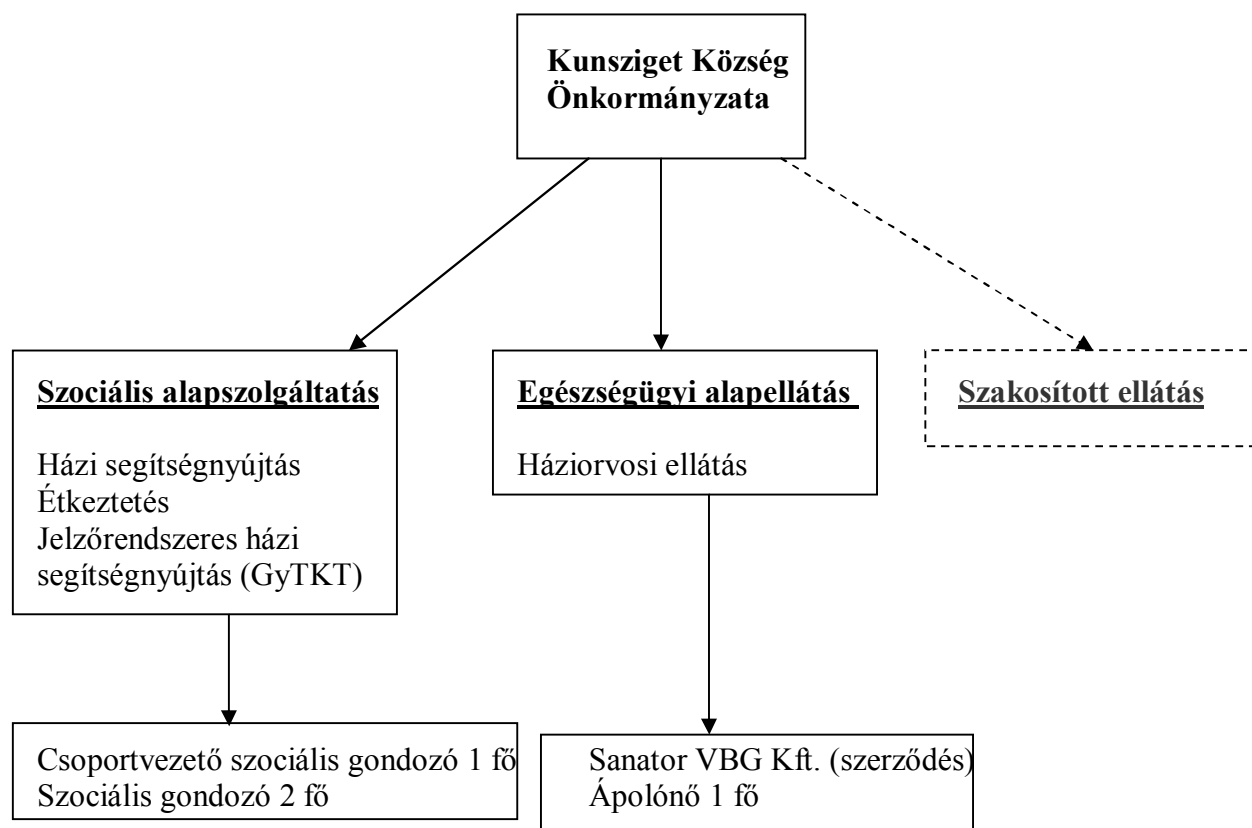 Kunsziget Község
Önkormányzata
Szociális alapszolgáltatás
Házi segítségnyújtás
Étkeztetés
Jelzőrendszeres házi
segítségnyújtás (GyTKT)
Egészségügyi alapellátás
Háziorvosi ellátás
Szakosított ellátás
Csoportvezető szociális gondozó 1 fő
Szociális gondozó 2 fő
Sanator VBG Kft. (szerződés)
Ápolónő 1 fő